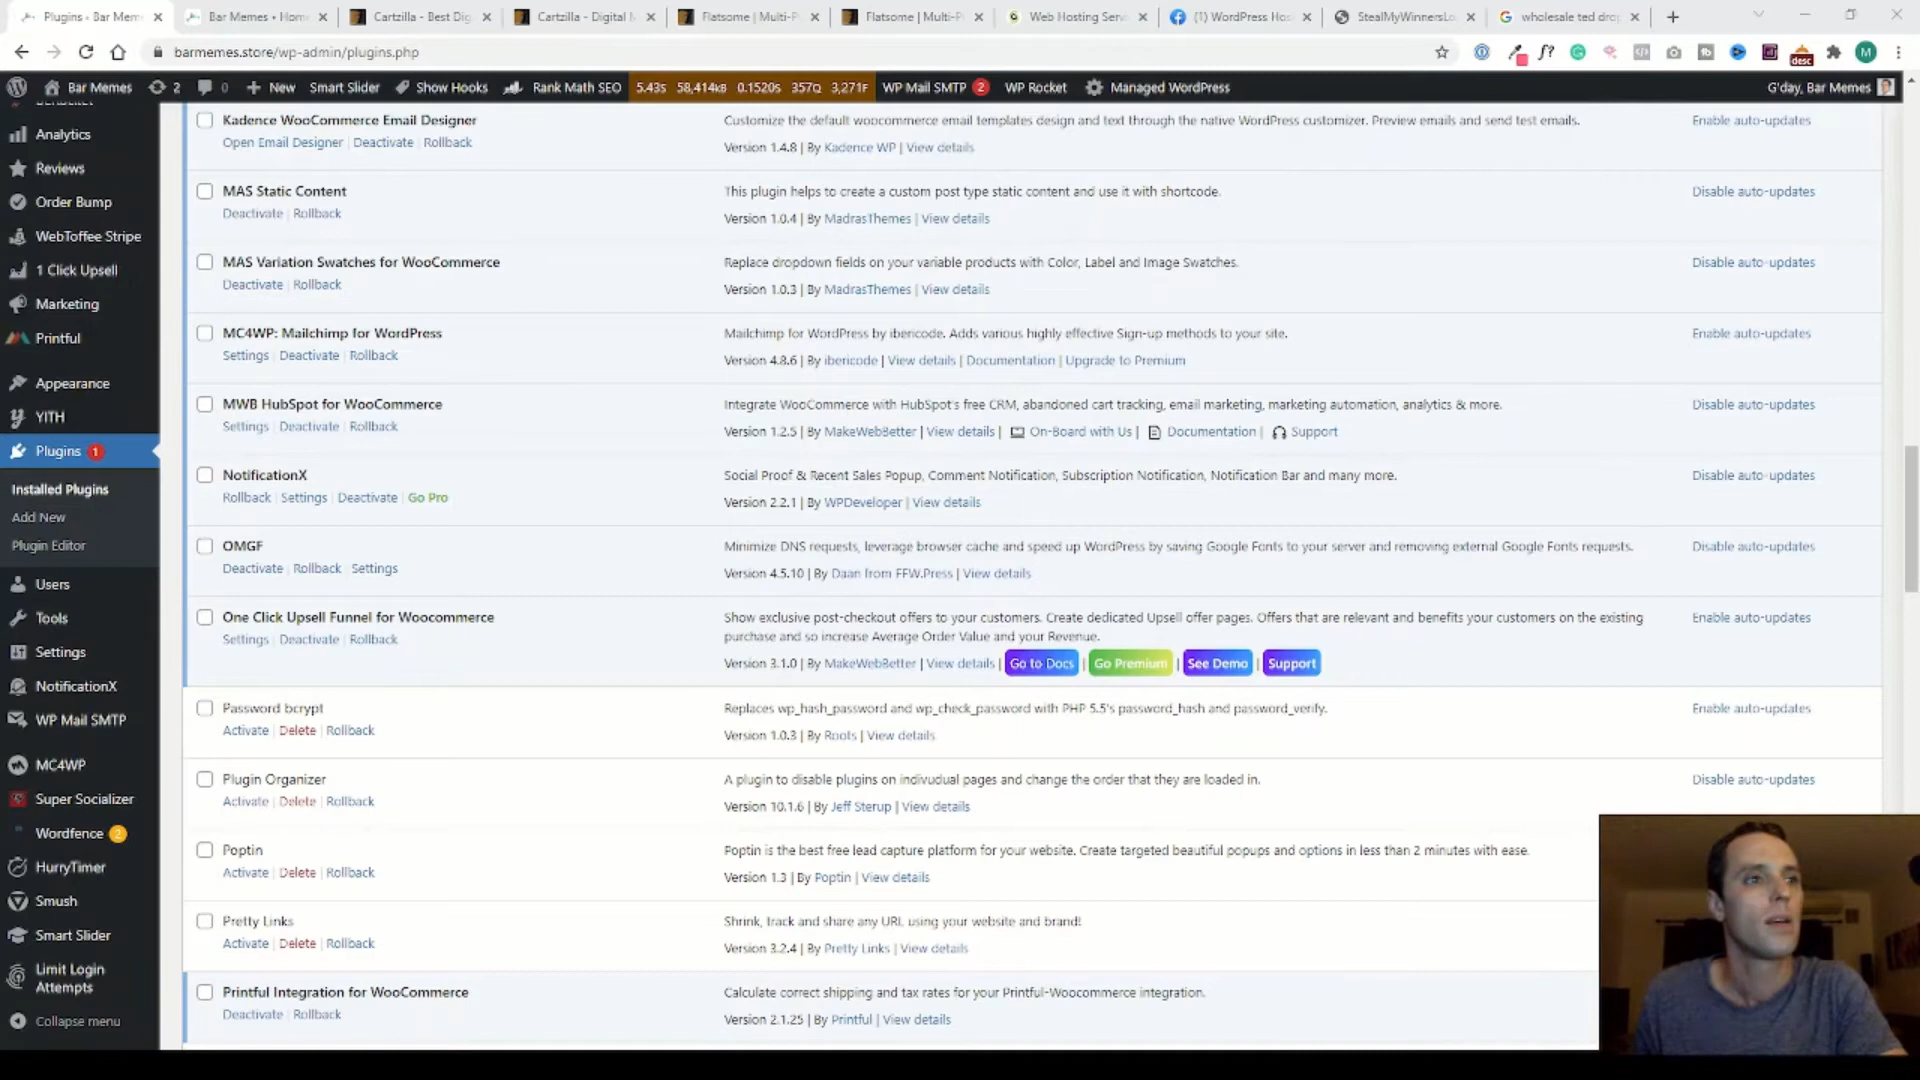 Plugins ‹ Bar Meme
Bar Memes • Hom
Cartzilla - Best Dig
Cartzilla - Digital M
Flatsome | Multi-P
Flatsome | Multi-P
Web Hosting Serv
(1) WordPress Hos
StealMyWinnersLo
wholesale ted drop
barmemes.store/wp-admin/plugins.php
f?
M
desc
Bar Memes
2
0
New
Smart Slider
Show Hooks
Rank Math SEO
5.43S 58,414KB 0.1520S 357Q 3,271F
WP Mail SMTP 2
WP Rocket
Managed WordPress
G'day, Bar Memes
Analytics
Reviews
Order Bump
WebToffee Stripe
1 Click Upsell
Marketing
Printful
Appearance
YITH
Plugins 1
Installed Plugins
Add New
Plugin Editor
Users
Tools
Settings
NotificationX
WP Mail SMTP
MC4WP
Super Socializer
Wordfence 2
HurryTimer
Smush
Smart Slider
Limit Login
Attempts
Collapse menu
Kadence WooCommerce Email Designer
Open Email Designer | Deactivate | Rollback
Customize the default woocommerce email templates design and text through the native WordPress customizer. Preview emails and send test emails.
Version 1.4.8 | By Kadence WP | View details
Enable auto-updates
MAS Static Content
Deactivate | Rollback
This plugin helps to create a custom post type static content and use it with shortcode.
Version 1.0.4 | By MadrasThemes | View details
Disable auto-updates
MAS Variation Swatches for WooCommerce
Deactivate | Rollback
Replace dropdown fields on your variable products with Color, Label and Image Swatches.
Version 1.0.3 | By MadrasThemes | View details
Disable auto-updates
MC4WP: Mailchimp for WordPress
Settings | Deactivate | Rollback
Mailchimp for WordPress by ibericode. Adds various highly effective Sign-up methods to your site.
Version 4.8.6 | By ibericode | View details | Documentation | Upgrade to Premium
Enable auto-updates
MWB HubSpot for WooCommerce
Settings | Deactivate | Rollback
Integrate WooCommerce with HubSpot's free CRM, abandoned cart tracking, email marketing, marketing automation, analytics & more.
Version 1.2.5 | By MakeWebBetter | View details | On-Board with Us | Documentation | Support
Disable auto-updates
NotificationX
Rollback | Settings | Deactivate | Go Pro
Social Proof & Recent Sales Popup, Comment Notification, Subscription Notification, Notification Bar and many more.
Version 2.2.1 | By WPDeveloper | View details
Disable auto-updates
OMGF
Deactivate | Rollback | Settings
Minimize DNS requests, leverage browser cache and speed up WordPress by saving Google Fonts to your server and removing external Google Fonts requests.
Version 4.5.10 | By Daan from FFW.Press | View details
Disable auto-updates
One Click Upsell Funnel for Woocommerce
Settings | Deactivate | Rollback
Show exclusive post-checkout offers to your customers. Create dedicated Upsell offer pages. Offers that are relevant and benefits your customers on the existing
purchase and so increase Average Order Value and your Revenue.
Version 3.1.0 | By MakeWebBetter | View details | Go to Docs | Go Premium | See Demo | Support
Enable auto-updates
Password bcrypt
Activate | Delete | Rollback
Replaces wp_hash_password and wp_check_password with PHP 5.5's password_hash and password_verify.
Version 1.0.3 | By Roots | View details
Enable auto-updates
Plugin Organizer
Activate | Delete | Rollback
A plugin to disable plugins on indivudual pages and change the order that they are loaded in.
Version 10.1.6 | By Jeff Sterup | View details
Disable auto-updates
Poptin
Activate | Delete | Rollback
Poptin is the best free lead capture platform for your website. Create targeted beautiful popups and options in less than 2 minutes with ease.
Version 1.3 | By Poptin | View details
Pretty Links
Activate | Delete | Rollback
Shrink, track and share any URL using your website and brand!
Version 3.2.4 | By Pretty Links | View details
Printful Integration for WooCommerce
Deactivate | Rollback
Calculate correct shipping and tax rates for your Printful-Woocommerce integration.
Version 2.1.25 | By Printful | View details